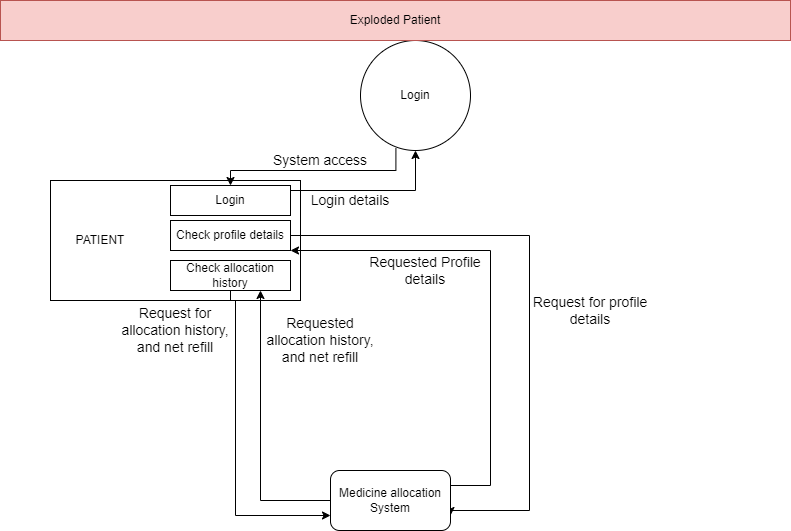 Exploded Patient
Login
System access
Login
Login details
PATIENT
Check profile details
Requested Profile
details
Check allocation
history
Request for profile
details
Request for
allocation history,
and net refill
Requested
allocation history,
and net refill
Medicine allocation
System